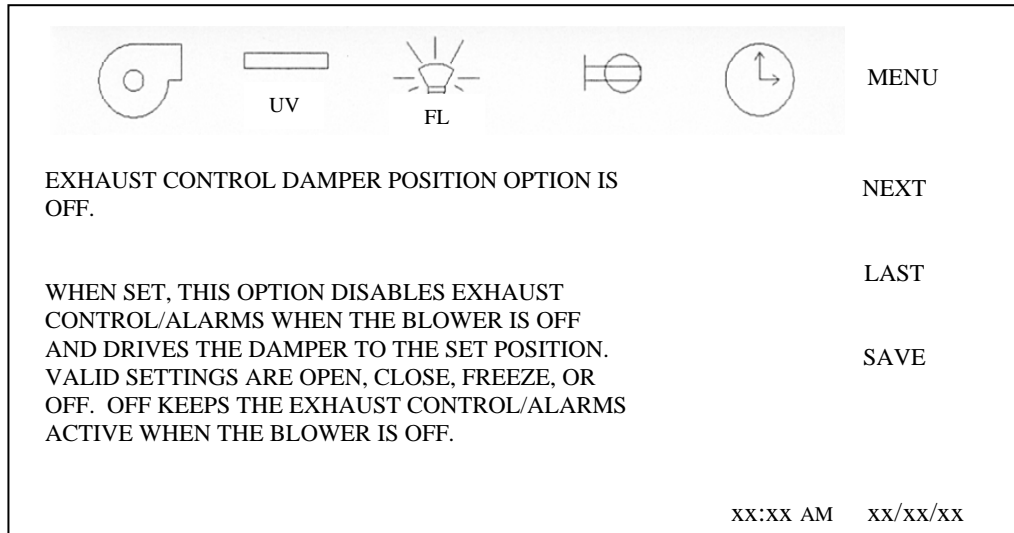 UV
FL
MENU
EXHAUST CONTROL DAMPER POSITION OPTION IS
OFF.
NEXT
LAST
WHEN SET, THIS OPTION DISABLES EXHAUST
CONTROL/ALARMS WHEN THE BLOWER IS OFF
AND DRIVES THE DAMPER TO THE SET POSITION.
VALID SETTINGS ARE OPEN, CLOSE, FREEZE, OR
OFF.  OFF KEEPS THE EXHAUST CONTROL/ALARMS
ACTIVE WHEN THE BLOWER IS OFF.
SAVE
xx:xx AM xx/xx/xx